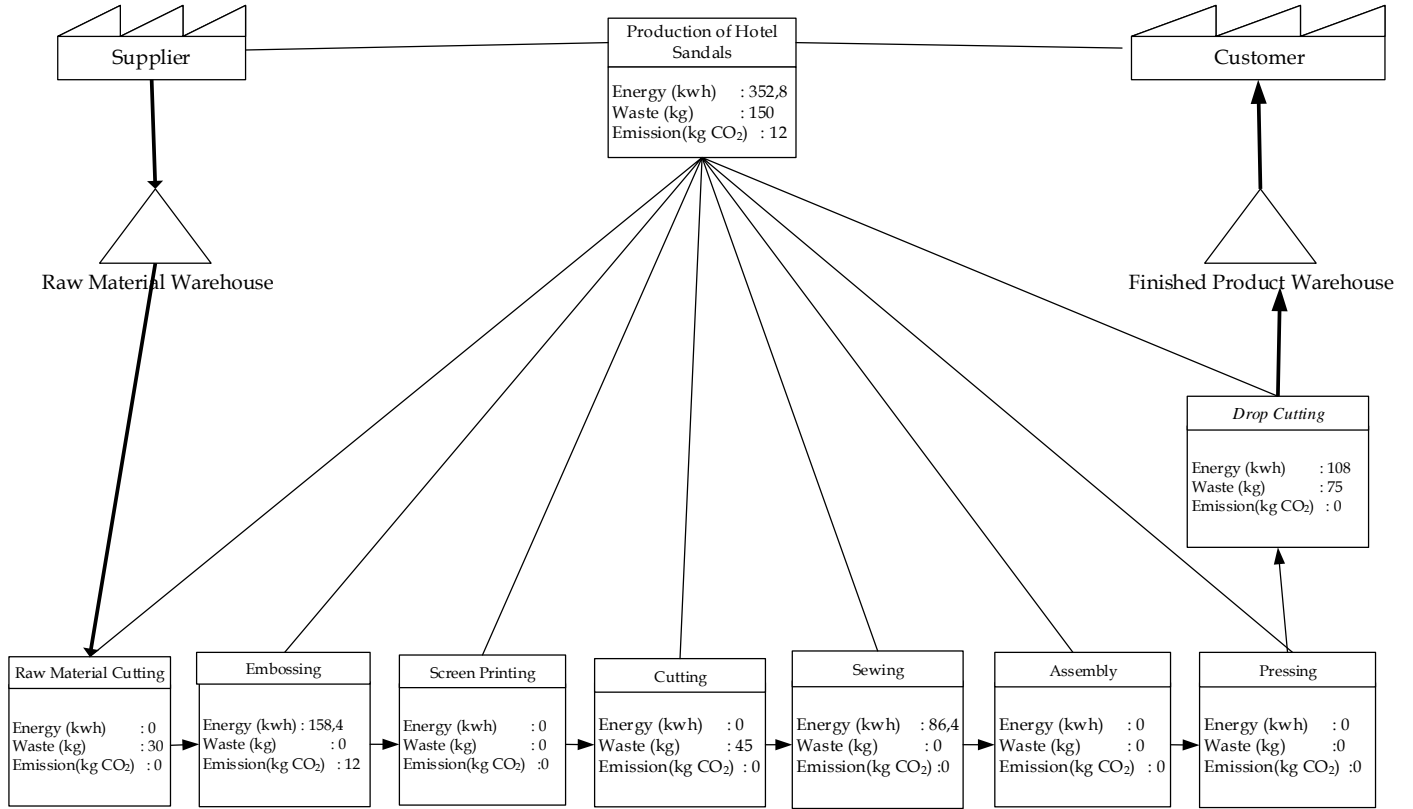 Supplier
Production of Hotel
Sandals
Energy (kwh) : 352,8
Waste (kg) : 150
Emission(kg CO₂) : 12
Customer
Raw Material Warehouse
Finished Product Warehouse
Drop Cutting
Energy (kwh) : 108
Waste (kg) : 75
Emission(kg CO₂) : 0
Raw Material Cutting
Energy (kwh) : 0
Waste (kg) : 30
Emission(kg CO₂) : 0
Embossing
Energy (kwh) : 158,4
Waste (kg) : 0
Emission(kg CO₂) : 12
Screen Printing
Energy (kwh) : 0
Waste (kg) : 0
Emission(kg CO₂) :0
Cutting
Energy (kwh) : 0
Waste (kg) : 45
Emission(kg CO₂) : 0
Sewing
Energy (kwh) : 86,4
Waste (kg) : 0
Emission(kg CO₂) :0
Assembly
Energy (kwh) : 0
Waste (kg) : 0
Emission(kg CO₂) : 0
Pressing
Energy (kwh) : 0
Waste (kg) :0
Emission(kg CO₂) :0